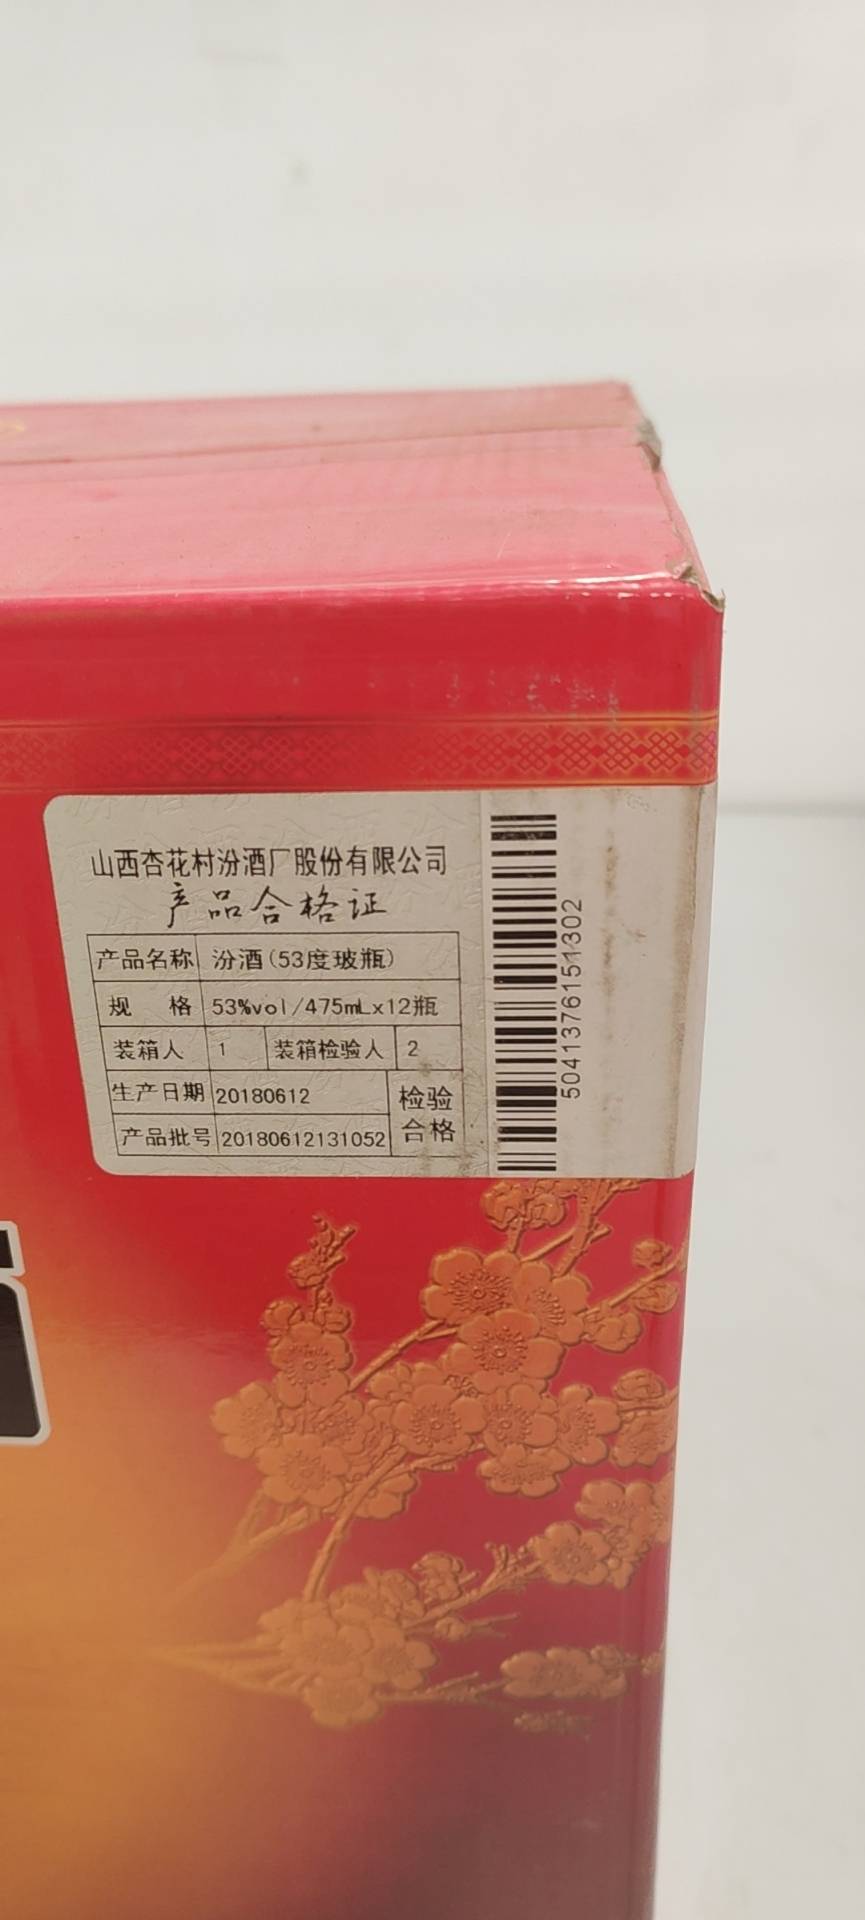 山西杏花村汾酒厂股份有限公司
产品合格证
产品名称 汾酒(53度玻瓶)
规 格 53%vol/475mLx12瓶
装箱人 1 装箱检验人 2
生产日期 20180612 检验
产品批号 20180612131052 合格
5041376151302